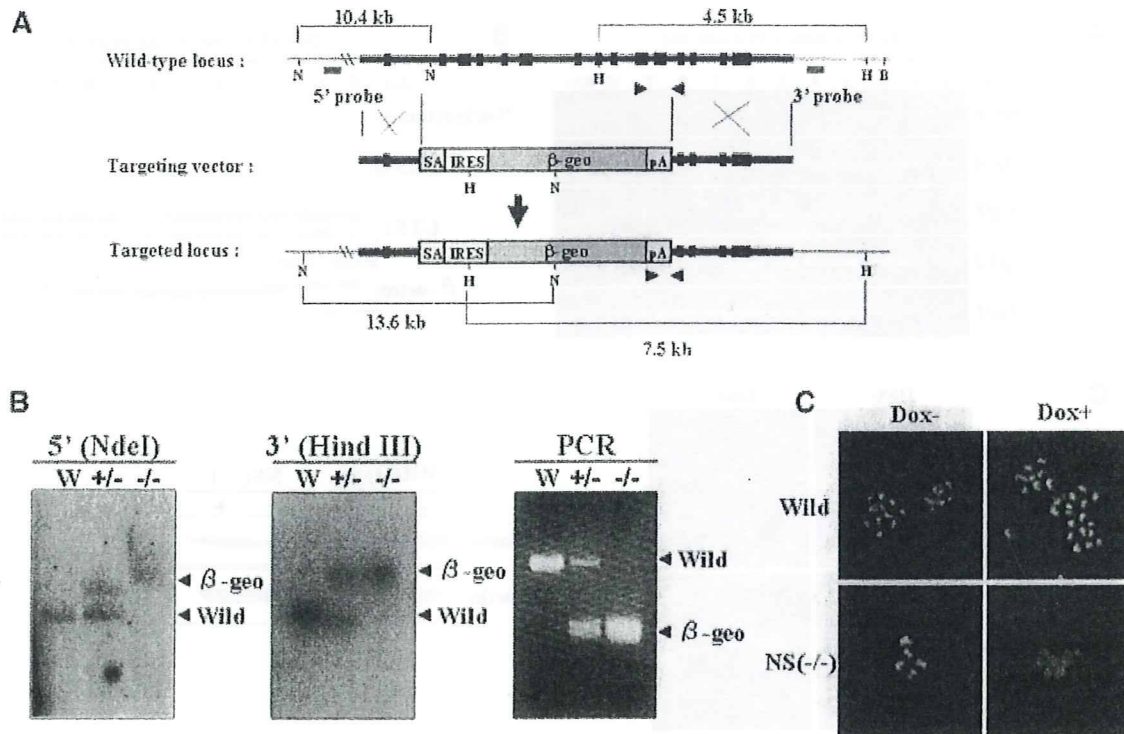 A
10.4 kb
4.5 kb
Wild-type locus :
N
N
H
H B
5' probe
3' probe
Targeting vector :
SA IRES β-geo pA
H N
Targeted locus :
SA IRES β-geo pA
N H N H
13.6 kb
7.5 kb
B
5' (NdeI)
W +/- -/-
β-geo
Wild
3' (Hind III)
W +/- -/-
β-geo
Wild
PCR
W +/- -/-
Wild
β-geo
C
Dox- Dox+
Wild
NS(-/-)